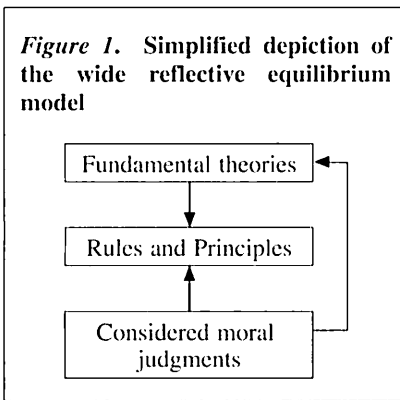 Figure 1. Simplified depiction of
the wide reflective equilibrium
model
Fundamental theories
Rules and Principles
Considered moral
judgments